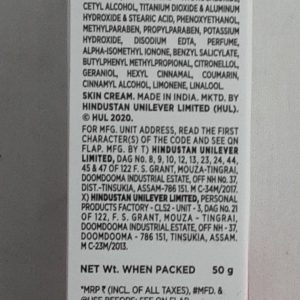 CETYL ALCOHOL, TITANIUM DIOXIDE & ALUMINUM
HYDROXIDE & STEARIC ACID, PHENOXYETHANOL,
METHYLPARABEN, PROPYLPARABEN, POTASSIUM
HYDROXIDE, DISODIUM EDTA, PERFUME,
ALPHA-ISOMETHYL IONONE, BENZYL SALICYLATE,
BUTYLPHENYL METHYLPROPIONAL, CITRONELLOL,
GERANIOL, HEXYL CINNAMAL, COUMARIN,
CINNAMYL ALCOHOL, LIMONENE, LINALOOL
SKIN CREAM. MADE IN INDIA. MKTD. BY
HINDUSTAN UNILEVER LIMITED (HUL).
© HUL 2020.
FOR MFG. UNIT ADDRESS, READ THE FIRST
CHARACTER(S) OF THE CODE AND SEE ON
FLAP. MFG. BY T) HINDUSTAN UNILEVER
LIMITED, DAG NO. 8, 9, 10, 12, 13, 23, 24, 44,
45 & 47 OF 122 F. S. GRANT, MOUZA - TINGRAI,
DOOMDOOMA INDUSTRIAL ESTATE, OFF NH NO. 37,
DIST.-TINSUKIA, ASSAM-786 151. M C-34M/2017.
X) HINDUSTAN UNILEVER LIMITED, PERSONAL
PRODUCTS FACTORY - CLS2 - UNIT - 3, DAG NO. 21
OF 122, F. S. GRANT, MOUZA - TINGRAI,
DOOMDOOMA INDUSTRIAL ESTATE, OFF NH - 37,
DOOMDOOMA - 786 151, TINSUKIA, ASSAM.
M C-23M/2013.
NET WT. WHEN PACKED 50 g
*MRP ₹ (INCL. OF ALL TAXES), #MFD. &
@USE BEFORE: SEE ON FLAP